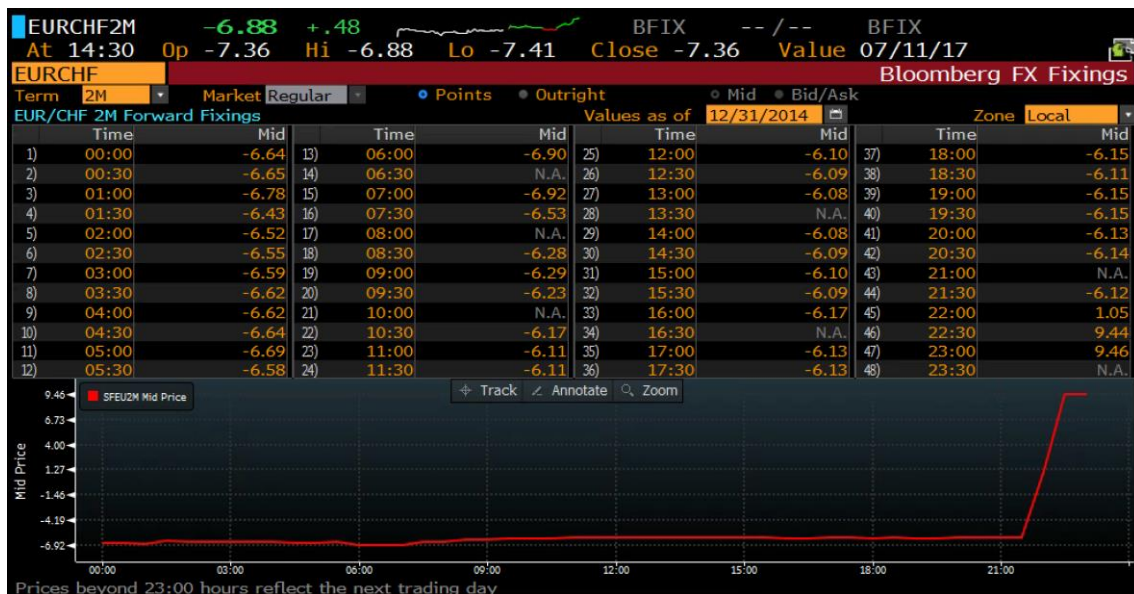 EURCHF2M -6.88 +.48 BFIX --/-- BFIX
At 14:30 Op -7.36 Hi -6.88 Lo -7.41 Close -7.36 Value 07/11/17
EURCHF Bloomberg FX Fixings
Term 2M Market Regular Points Outright Mid Bid/Ask
EUR/CHF 2M Forward Fixings Values as of 12/31/2014 Zone Local
Time Mid Time Mid Time Mid Time Mid
1) 00:00 -6.64 13) 06:00 -6.90 25) 12:00 -6.10 37) 18:00 -6.15
2) 00:30 -6.65 14) 06:30 N.A. 26) 12:30 -6.09 38) 18:30 -6.11
3) 01:00 -6.78 15) 07:00 -6.92 27) 13:00 -6.08 39) 19:00 -6.15
4) 01:30 -6.43 16) 07:30 -6.53 28) 13:30 N.A. 40) 19:30 -6.15
5) 02:00 -6.52 17) 08:00 N.A. 29) 14:00 -6.08 41) 20:00 -6.13
6) 02:30 -6.55 18) 08:30 -6.28 30) 14:30 -6.09 42) 20:30 -6.14
7) 03:00 -6.59 19) 09:00 -6.29 31) 15:00 -6.10 43) 21:00 N.A.
8) 03:30 -6.62 20) 09:30 -6.23 32) 15:30 -6.09 44) 21:30 -6.12
9) 04:00 -6.62 21) 10:00 N.A. 33) 16:00 -6.17 45) 22:00 1.05
10) 04:30 -6.64 22) 10:30 -6.17 34) 16:30 N.A. 46) 22:30 9.44
11) 05:00 -6.69 23) 11:00 -6.11 35) 17:00 -6.13 47) 23:00 9.46
12) 05:30 -6.58 24) 11:30 -6.11 36) 17:30 -6.13 48) 23:30 N.A.
Track Annotate Zoom
SFEU2M Mid Price
9.46
6.73
4.00
1.27
-1.46
-4.19
-6.92
Mid Price
00:00 03:00 06:00 09:00 12:00 15:00 18:00 21:00
Prices beyond 23:00 hours reflect the next trading day